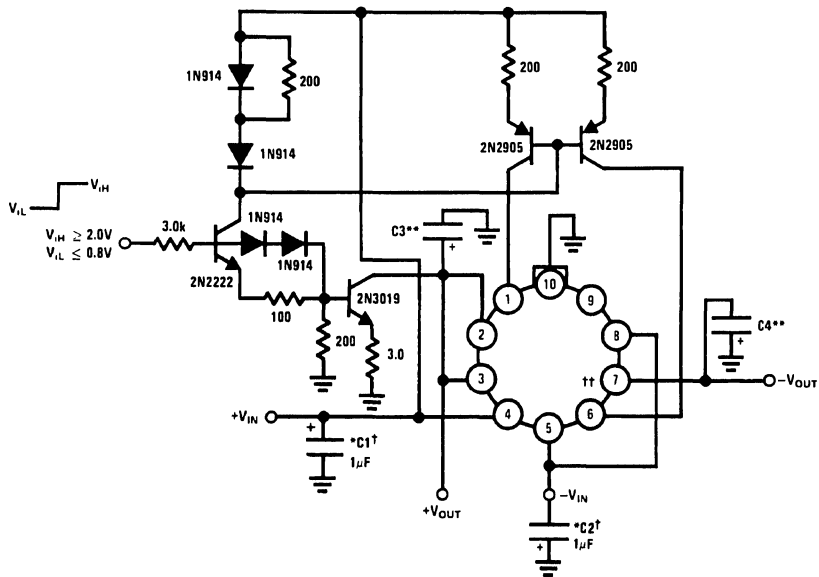 1N914
200
200
200
1N914
2N2905
2N2905
VIL
VIH
VIH ≥ 2.0V
VIL ≤ 0.8V
3.0k
1N914
1N914
2N2222
C3**
+
2N3019
100
200
3.0
1
10
9
2
8
3
†† 7
4
6
5
C4**
+
–VOUT
+VIN
+
*C1†
1µF
+VOUT
–VIN
*C2†
1µF
+